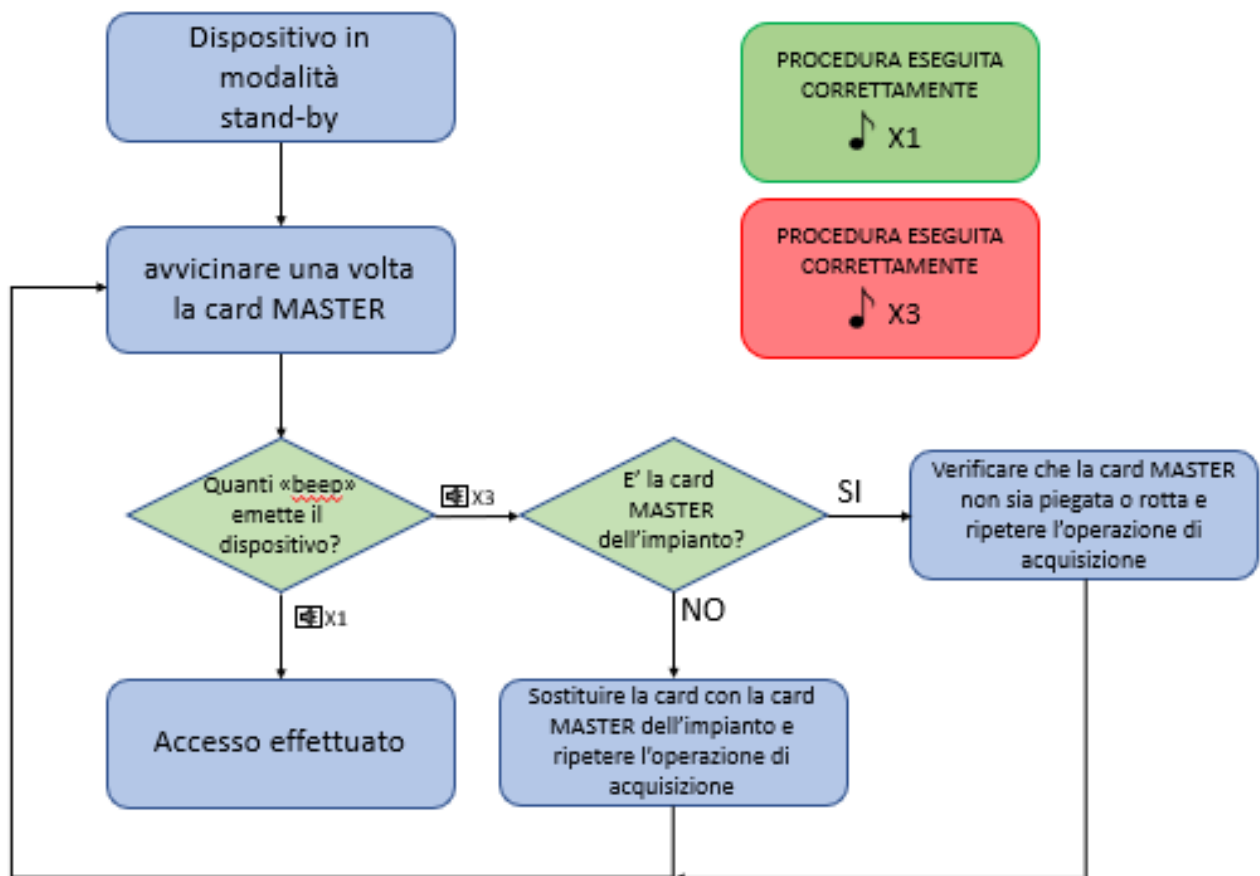 Dispositivo in
modalità
stand-by
PROCEDURA ESEGUITA
CORRETTAMENTE
X1
PROCEDURA ESEGUITA
CORRETTAMENTE
X3
avvicinare una volta
la card MASTER
Quanti «beep»
emette il
dispositivo?
X3
E’ la card
MASTER
dell’impianto?
SI
Verificare che la card MASTER
non sia piegata o rotta e
ripetere l’operazione di
acquisizione
X1
NO
Accesso effettuato
Sostituire la card con la card
MASTER dell’impianto e
ripetere l’operazione di
acquisizione